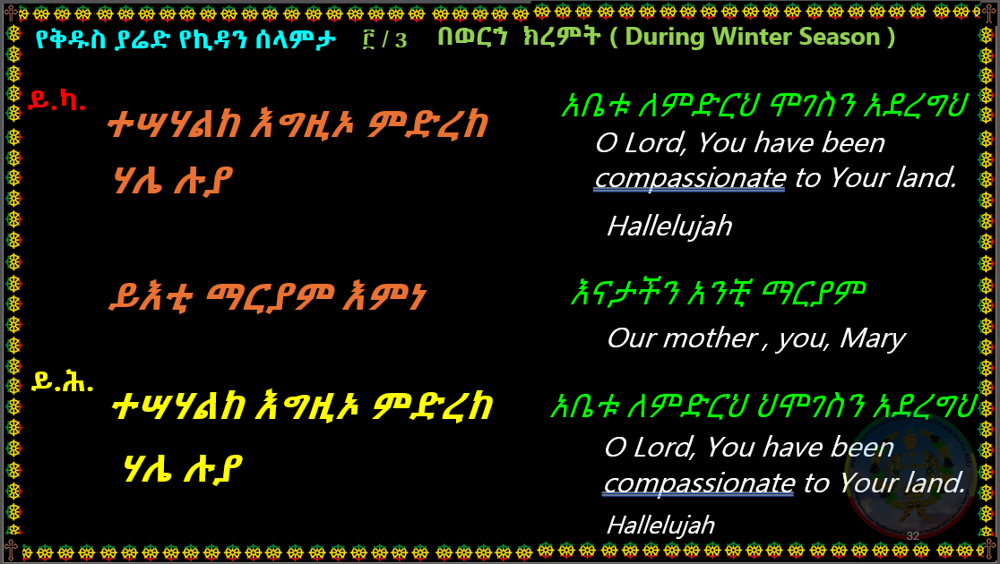 የቅዱስ ያሬድ የኪዳን ሰላምታ ፫ / 3 በወርኀ ክረምት ( During Winter Season )
ይ.ካ.
ተሣሃልከ እግዚኦ ምድረከ
ሃሌ ሉያ
አቤቱ ለምድርህ ሞገስን አደረግህ
O Lord, You have been
compassionate to Your land.
Hallelujah
ይእቲ ማርያም እምነ
እናታችን አንቺ ማርያም
Our mother , you, Mary
ይ.ሕ.
ተሣሃልከ እግዚኦ ምድረከ
ሃሌ ሉያ
አቤቱ ለምድርህ ህሞገስን አደረግህ
O Lord, You have been
compassionate to Your land.
Hallelujah
32